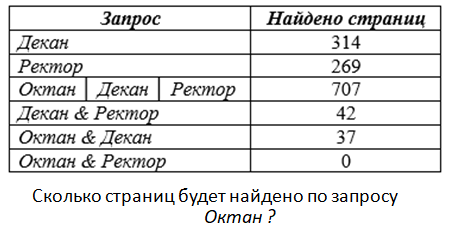 Запрос Найдено страниц
Декан 314
Ректор 269
Октан | Декан | Ректор 707
Декан & Ректор 42
Октан & Декан 37
Октан & Ректор 0
Сколько страниц будет найдено по запросу
Октан ?